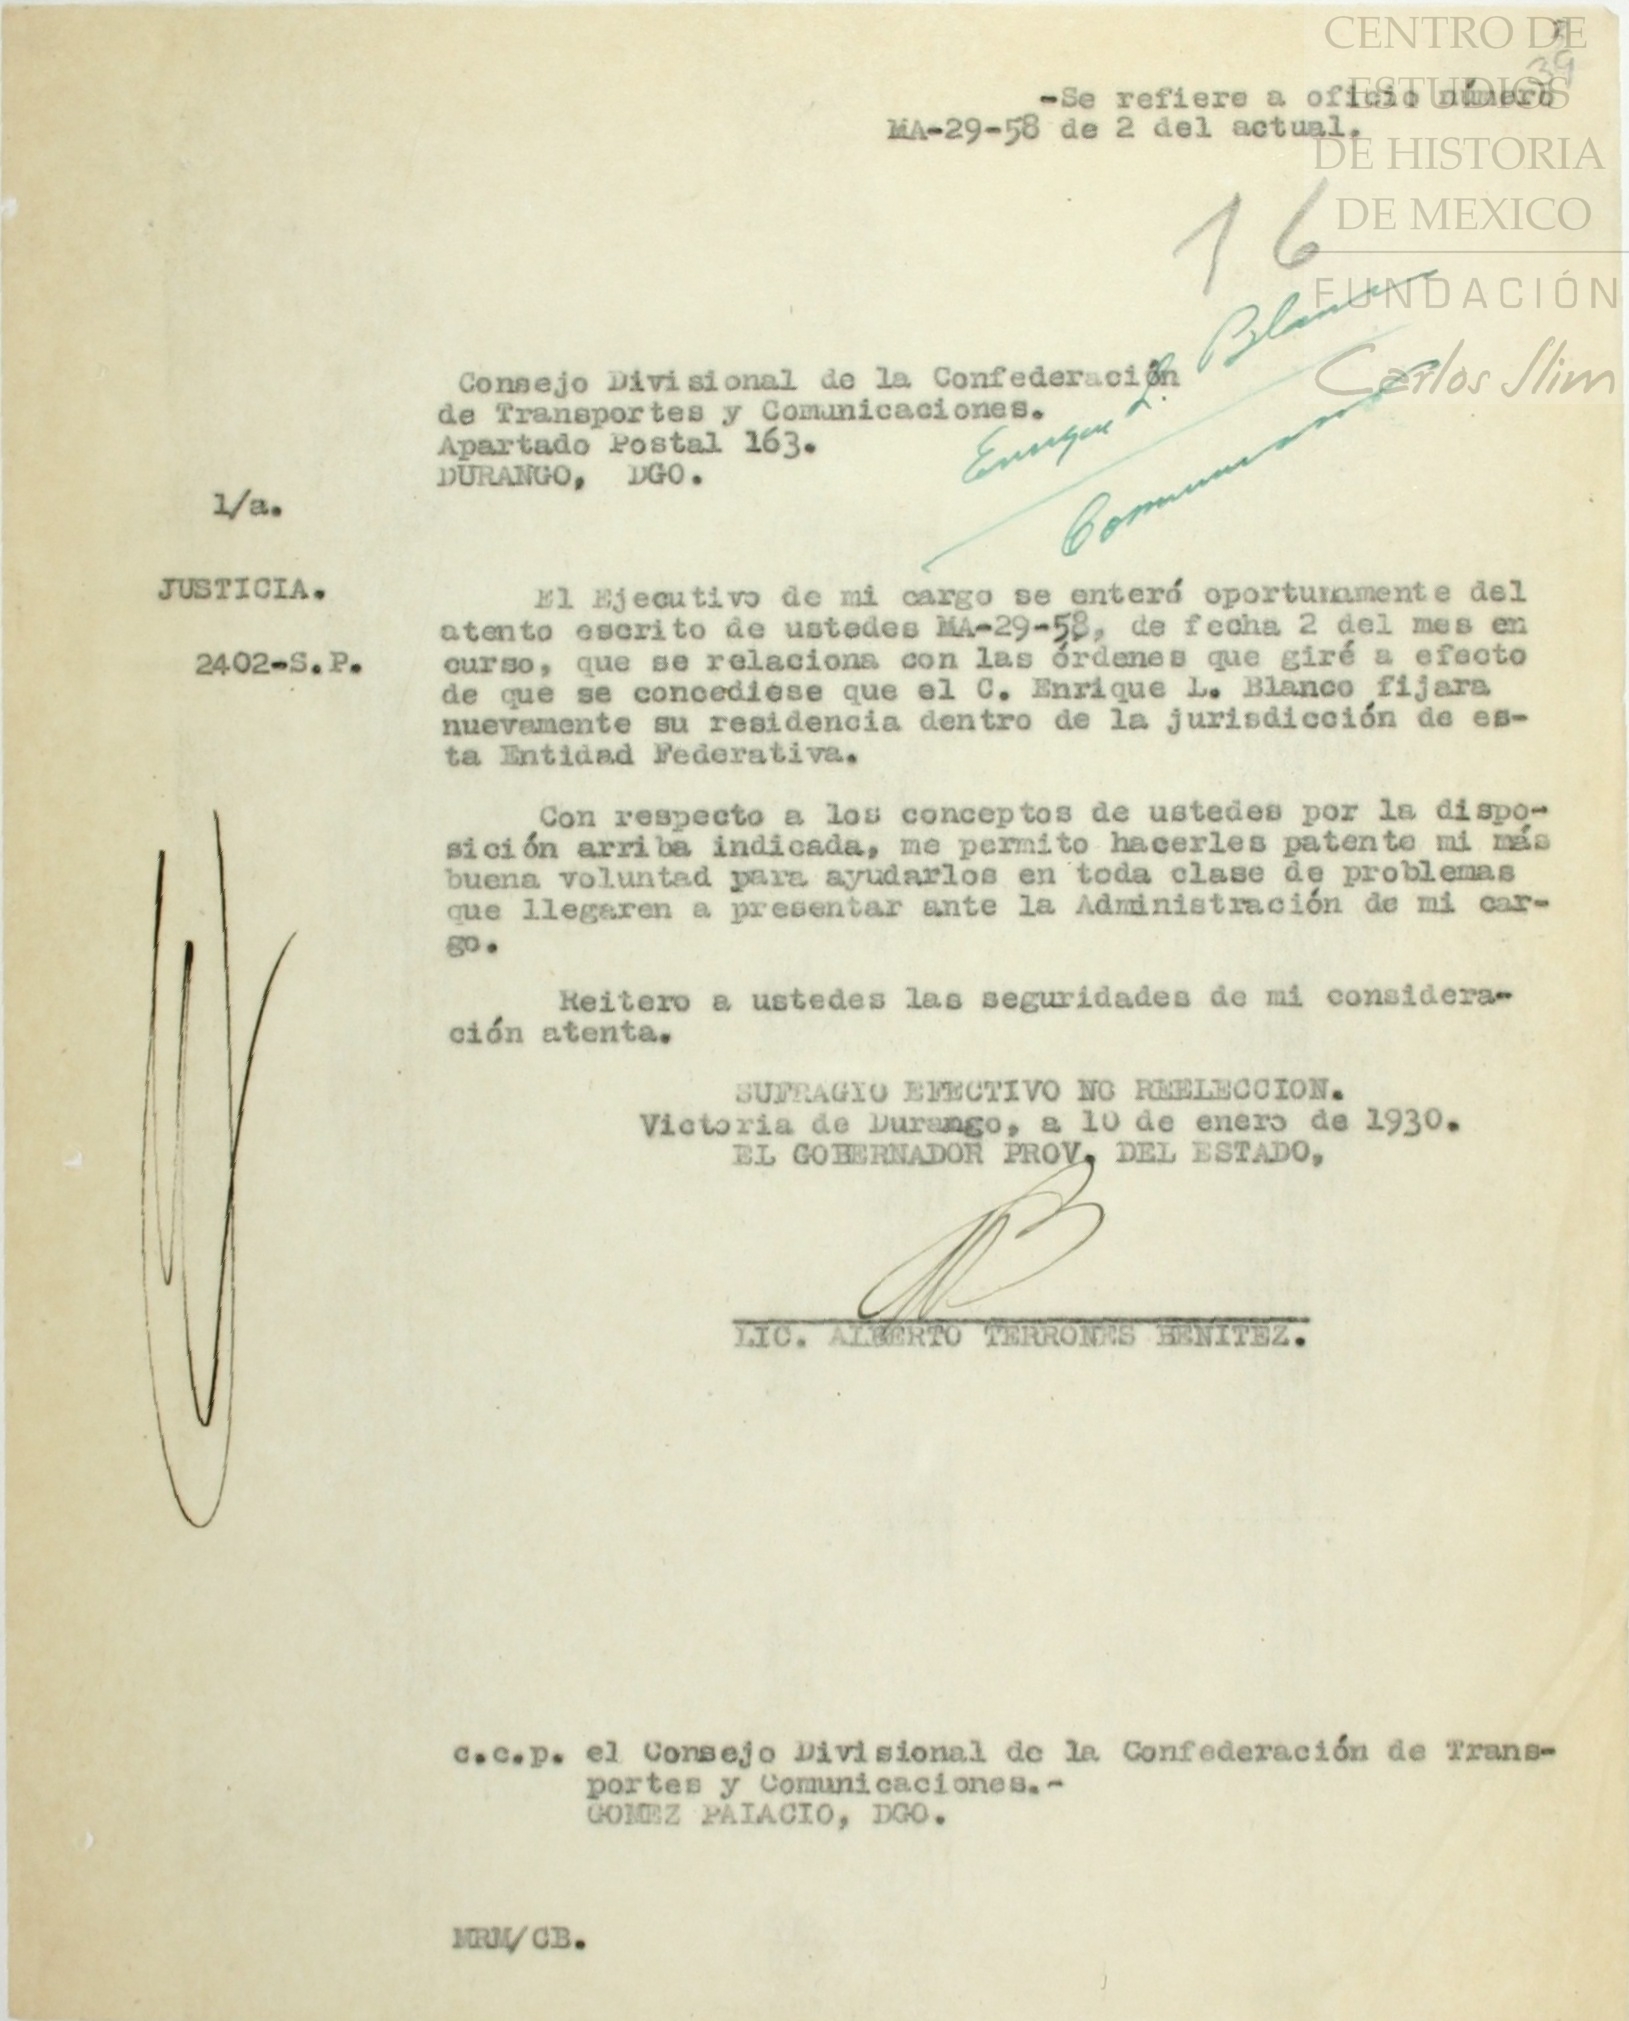 CENTRO DE
ESTUDIOS
DE HISTORIA
DE MEXICO
FUNDACIÓN
Carlos Slim
39
-Se refiere a oficio número
MA-29-58 de 2 del actual.
16
Enrique L. Blanco
Consejo Divisional de la Confederación
de Transportes y Comunicaciones.
Apartado Postal 163.
DURANGO, DGO.
1/a.
JUSTICIA.
2402-S.P.
El Ejecutivo de mi cargo se enteró oportunamente del
atento escrito de ustedes MA-29-58, de fecha 2 del mes en
curso, que se relaciona con las órdenes que giré a efecto
de que se concediese que el C. Enrique L. Blanco fijara
nuevamente su residencia dentro de la jurisdicción de es-
ta Entidad Federativa.
Con respecto a los conceptos de ustedes por la dispo-
sición arriba indicada, me permito hacerles patente mi más
buena voluntad para ayudarlos en toda clase de problemas
que llegaren a presentar ante la Administración de mi car-
go.
Reitero a ustedes las seguridades de mi considera-
ción atenta.
SUFRAGIO EFECTIVO NO REELECCION.
Victoria de Durango, a 10 de enero de 1930.
EL GOBERNADOR PROV. DEL ESTADO,
LIC. ALBERTO TERRONES BENITEZ.
c.c.p. el Consejo Divisional de la Confederación de Trans-
portes y Comunicaciones.-
GOMEZ PALACIO, DGO.
MRM/CB.